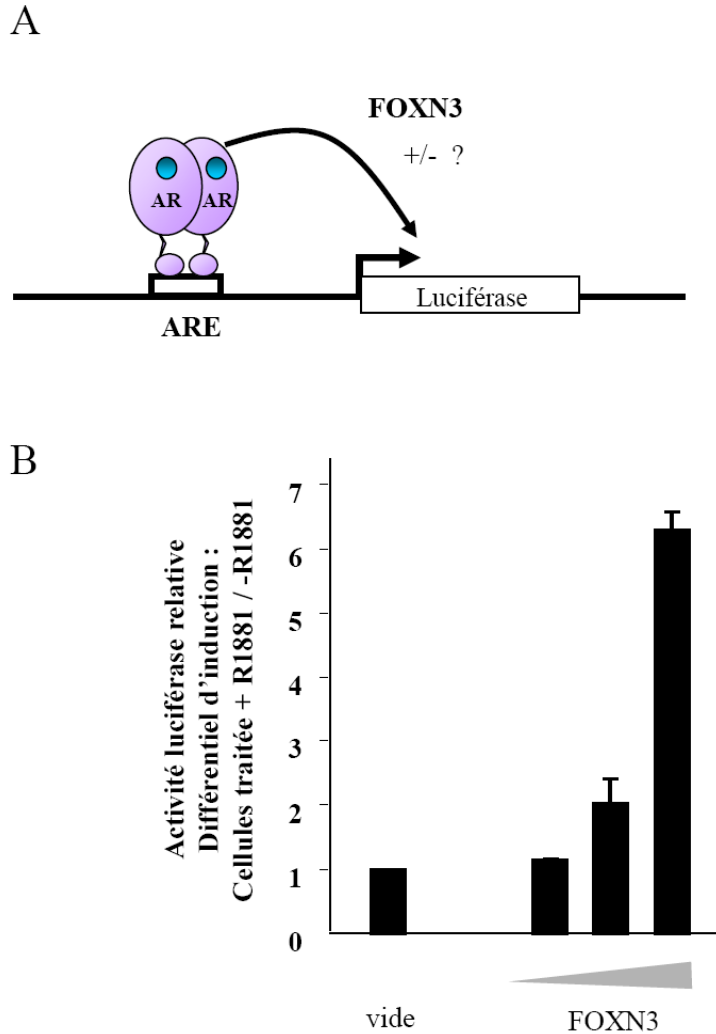 A
FOXN3
+/- ?
AR AR
Luciférase
ARE
B
Activité luciférase relative
Différentiel d’induction :
Cellules traitée + R1881 / -R1881
7
6
5
4
3
2
1
0
vide FOXN3